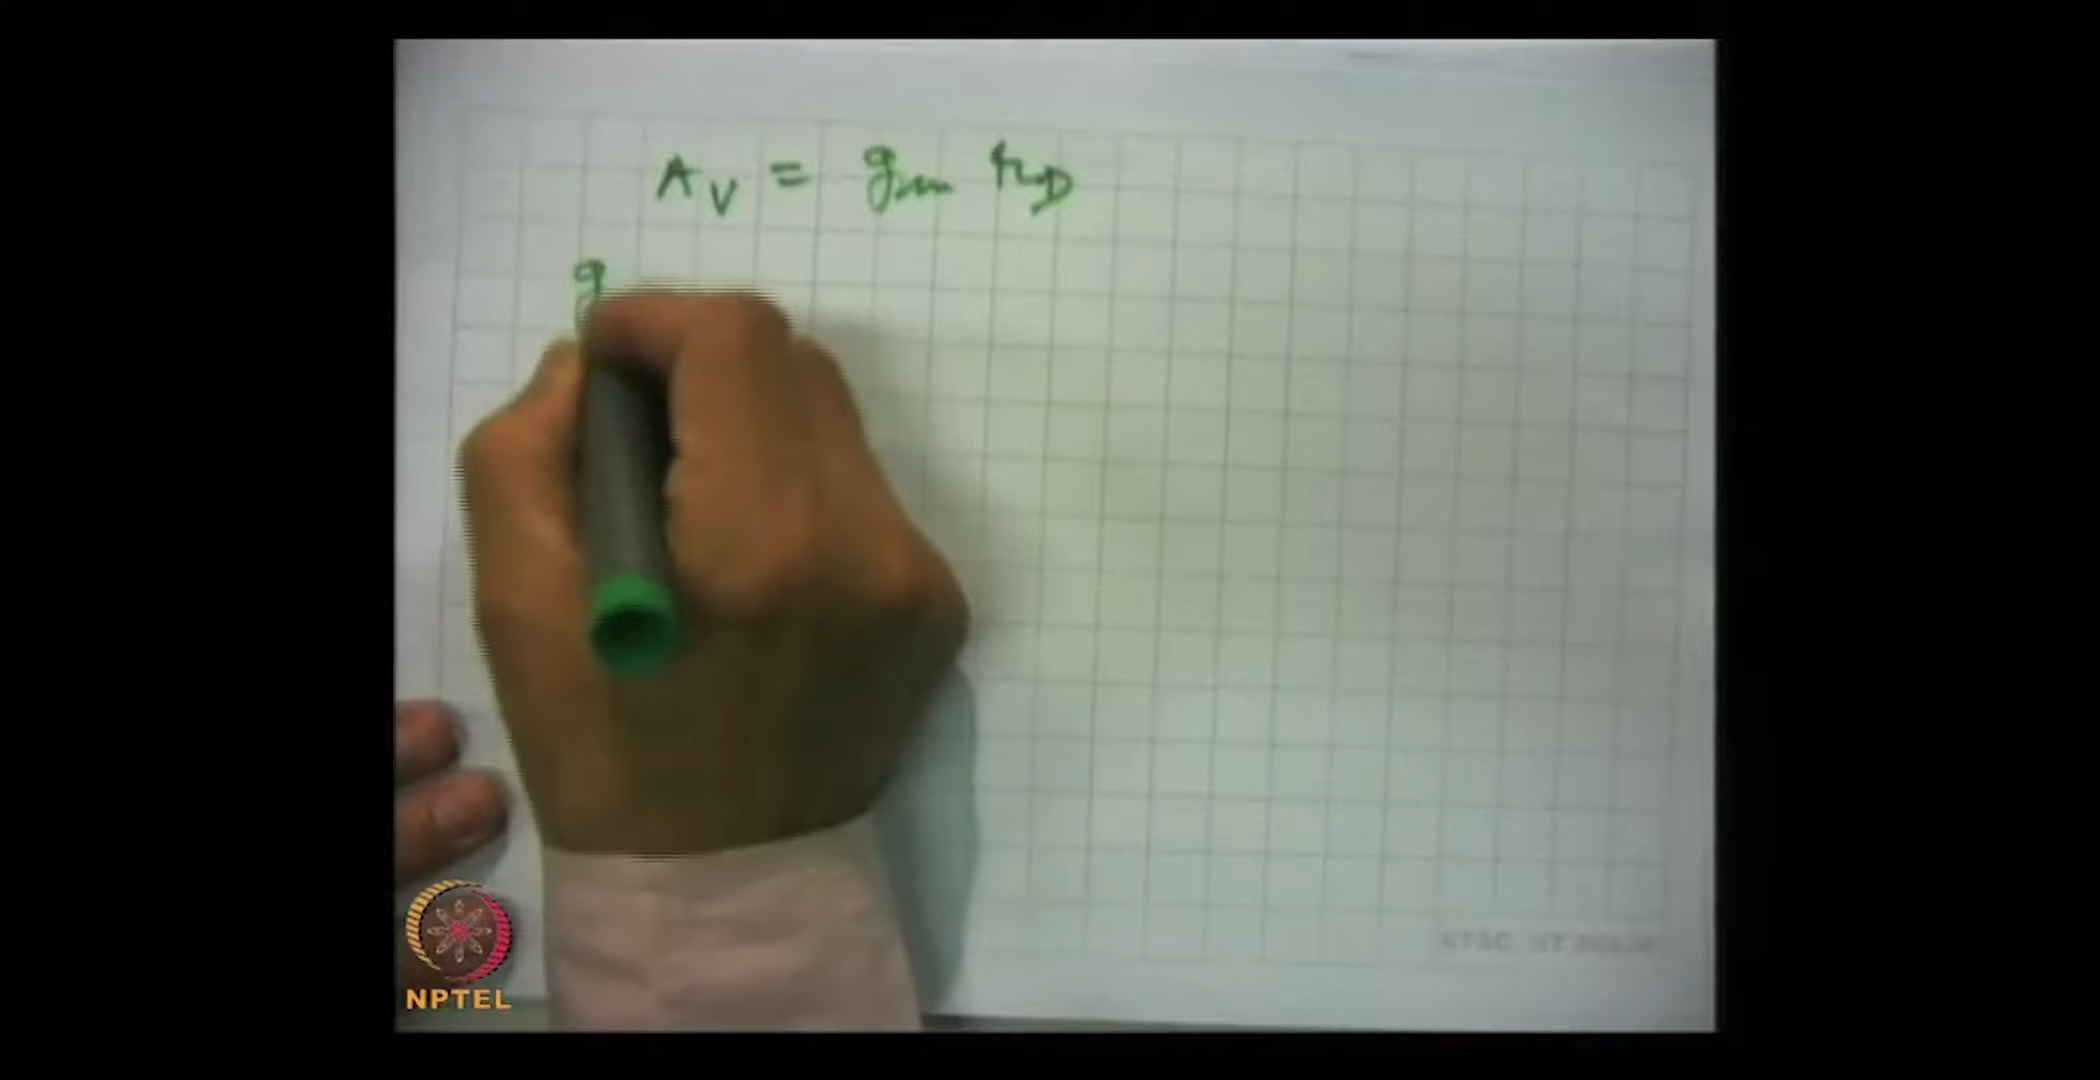 A_V = g_m r_D
g
NPTEL